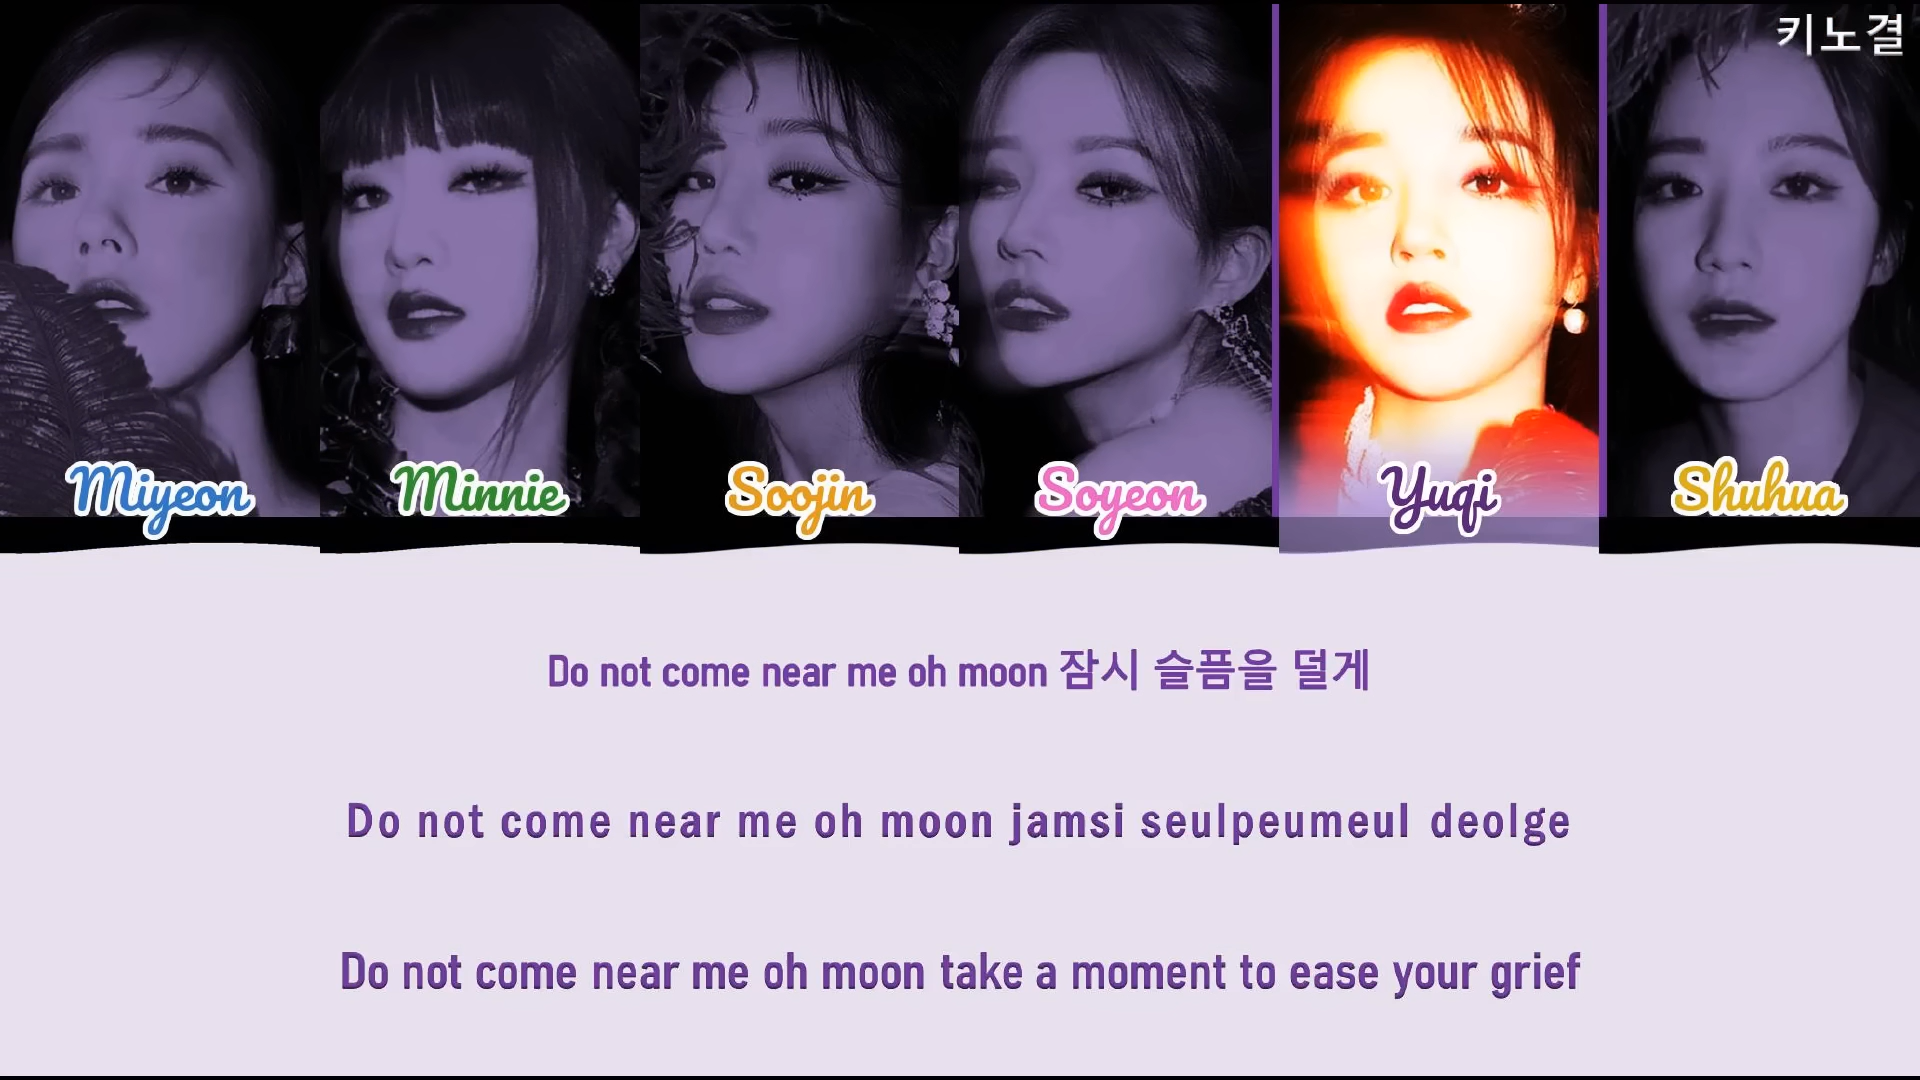 키노결
Miyeon
Minnie
Soojin
Soyeon
Yuqi
Shuhua
Do not come near me oh moon 잠시 슬픔을 덜게
Do not come near me oh moon jamsi seulpeumeul deolge
Do not come near me oh moon take a moment to ease your grief